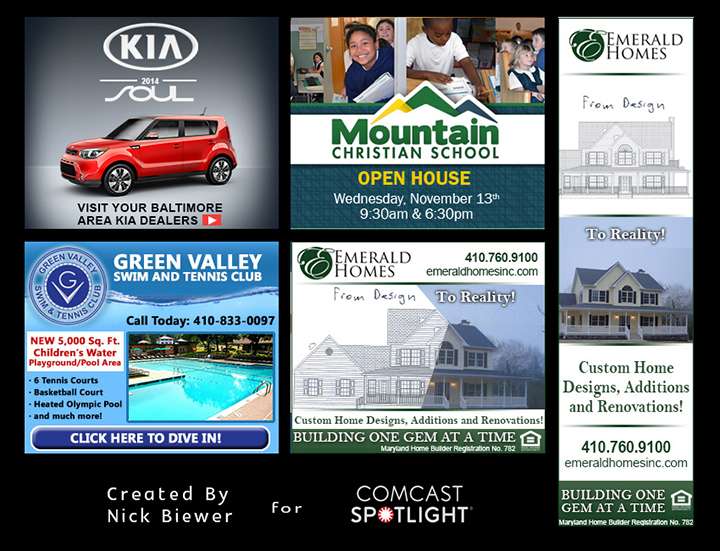 KIA
2014
SOUL
VISIT YOUR BALTIMORE
AREA KIA DEALERS
Mountain
CHRISTIAN SCHOOL
OPEN HOUSE
Wednesday, November 13th
9:30am & 6:30pm
GREEN VALLEY
SWIM & TENNIS CLUB
GREEN VALLEY
SWIM AND TENNIS CLUB
Call Today: 410-833-0097
NEW 5,000 Sq. Ft.
Children's Water
Playground/Pool Area
· 6 Tennis Courts
· Basketball Court
· Heated Olympic Pool
· and much more!
CLICK HERE TO DIVE IN!
EMERALD
HOMES
410.760.9100
emeraldhomesinc.com
From Design
To Reality!
Custom Home Designs, Additions and Renovations!
BUILDING ONE GEM AT A TIME
Maryland Home Builder Registration No. 782
EMERALD
HOMES
From Design
To Reality!
Custom Home
Designs, Additions
and Renovations!
410.760.9100
emeraldhomesinc.com
BUILDING ONE
GEM AT A TIME
Maryland Home Builder Registration No. 782
Created By
Nick Biewer
for
COMCAST
SPOTLIGHT